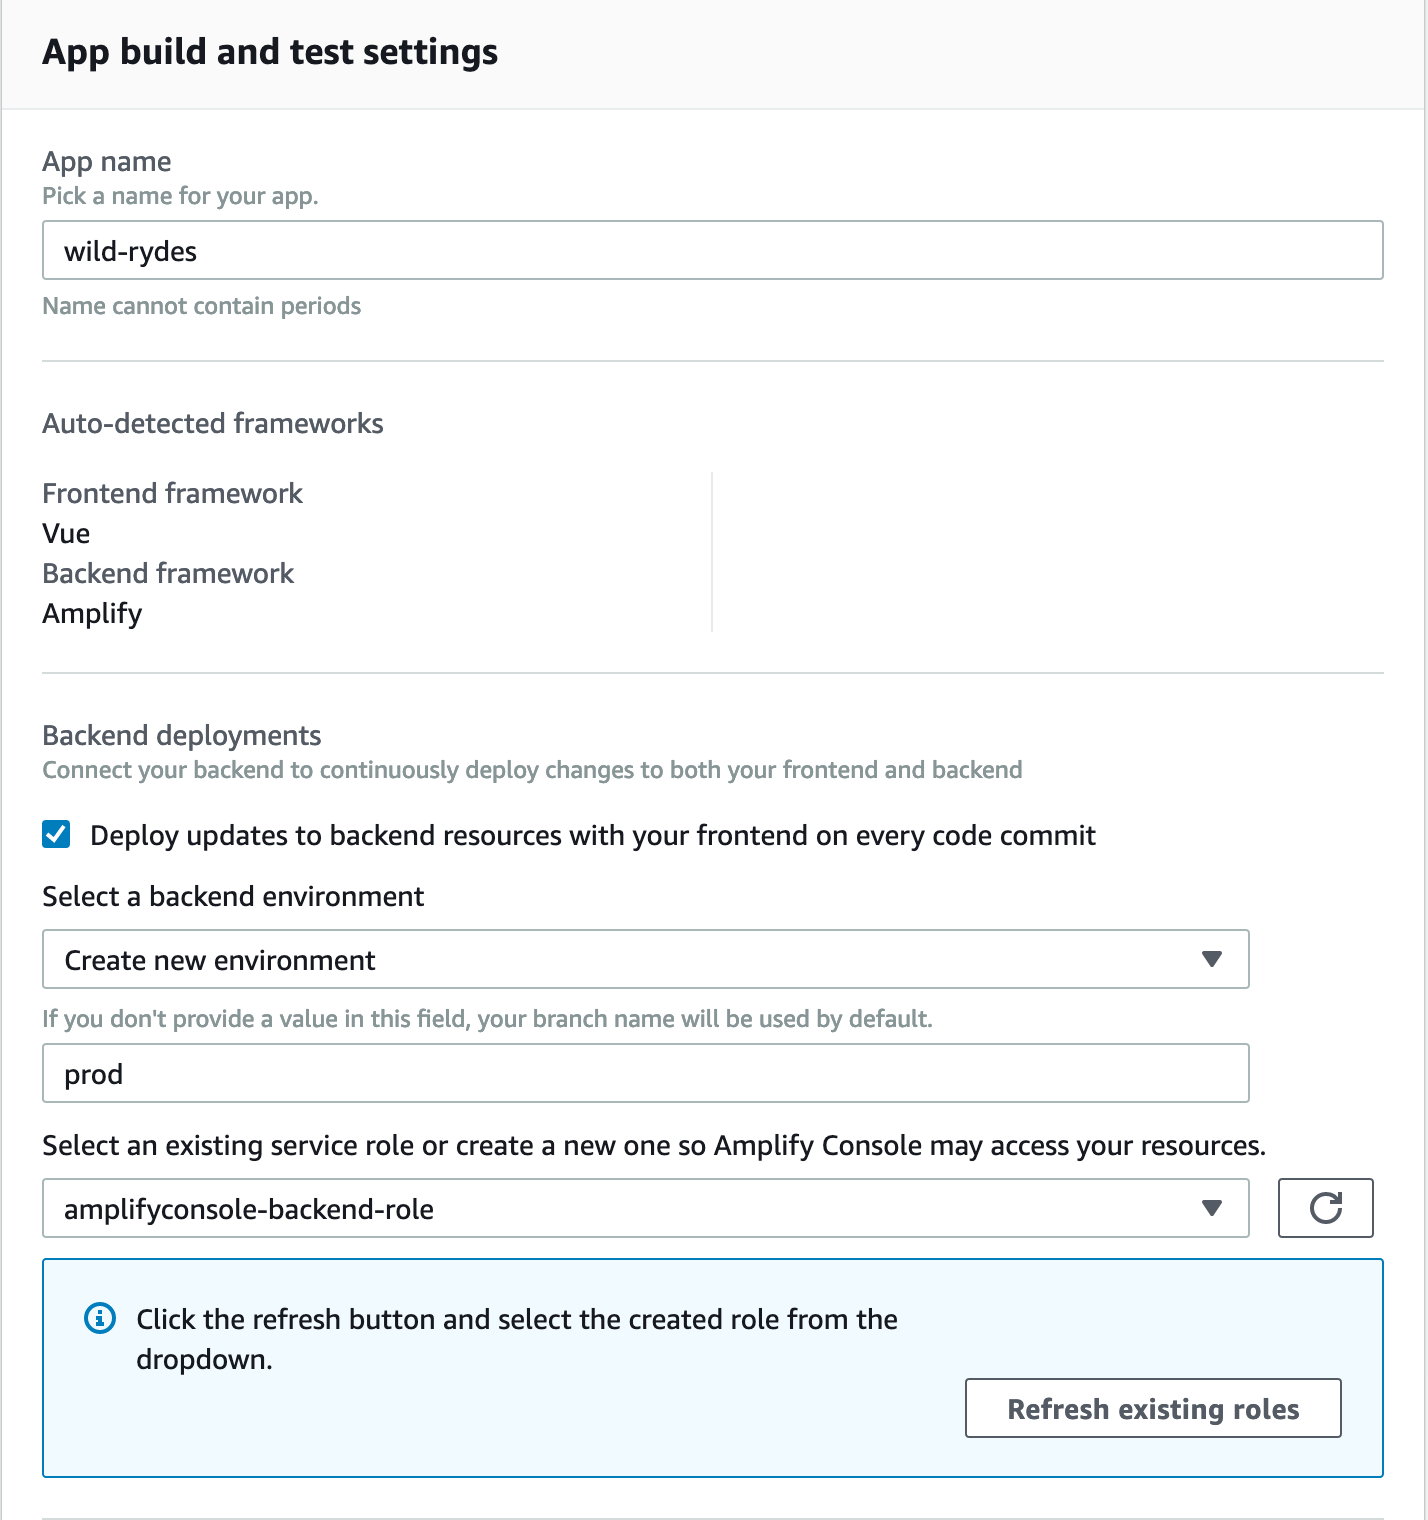 App build and test settings
App name
Pick a name for your app.
wild-rydes
Name cannot contain periods
Auto-detected frameworks
Frontend framework
Vue
Backend framework
Amplify
Backend deployments
Connect your backend to continuously deploy changes to both your frontend and backend
Deploy updates to backend resources with your frontend on every code commit
Select a backend environment
Create new environment
If you don't provide a value in this field, your branch name will be used by default.
prod
Select an existing service role or create a new one so Amplify Console may access your resources.
amplifyconsole-backend-role
Click the refresh button and select the created role from the
dropdown.
Refresh existing roles